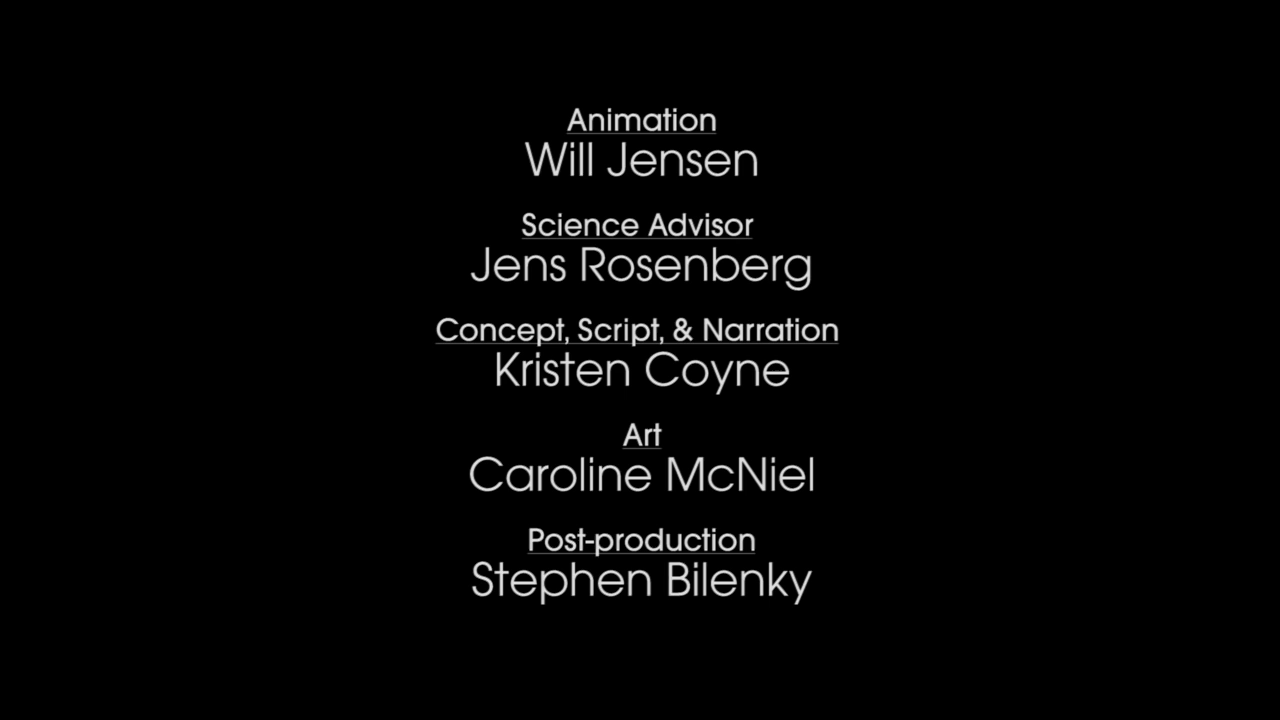 Animation
Will Jensen
Science Advisor
Jens Rosenberg
Concept, Script, & Narration
Kristen Coyne
Art
Caroline McNiel
Post-production
Stephen Bilenky